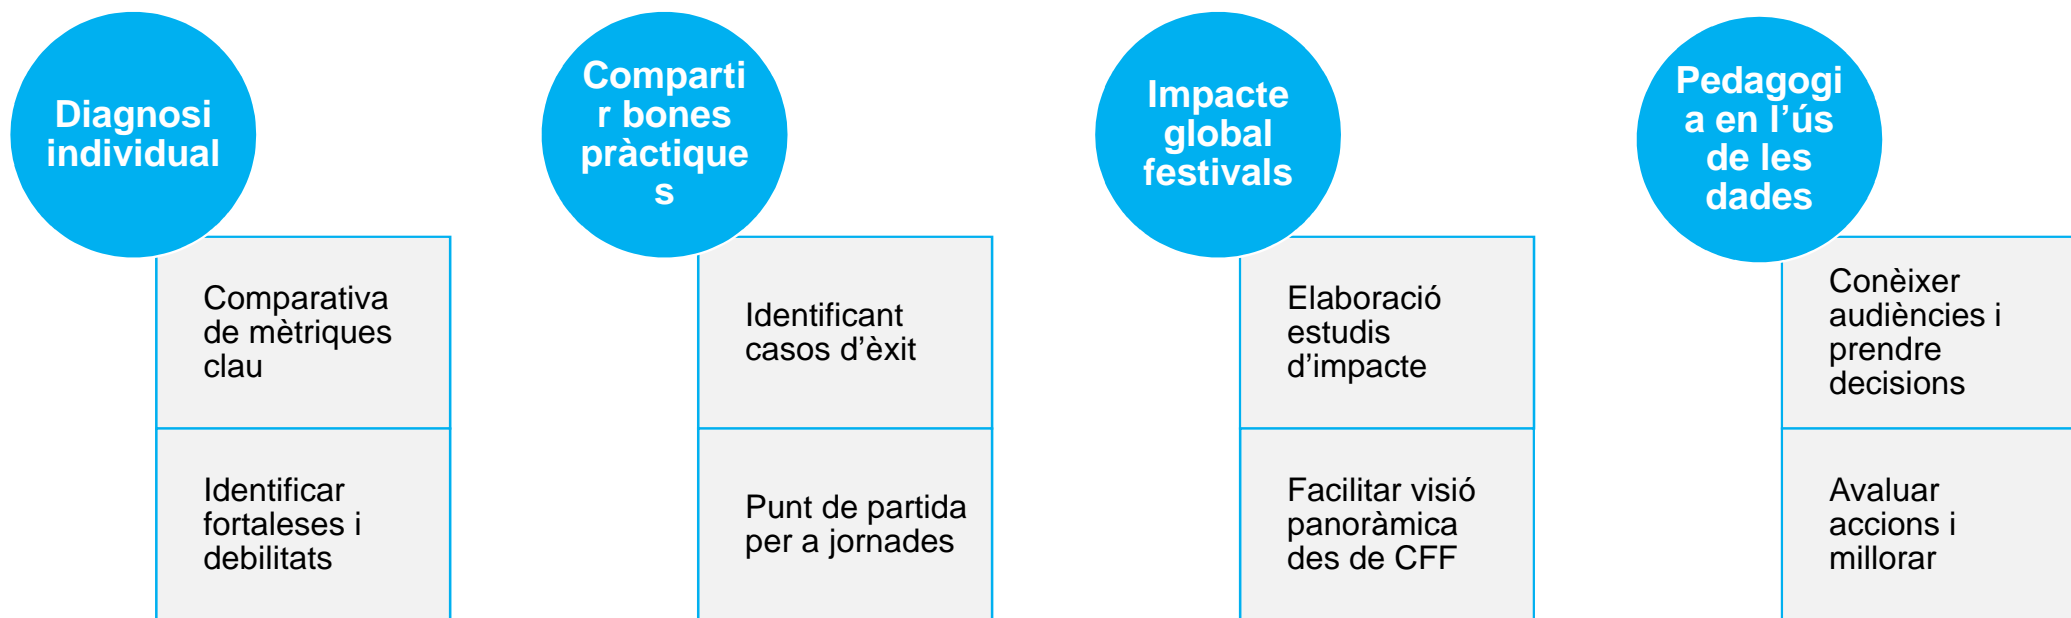 Diagnosi
individual
Comparativa
de mètriques
clau
Identificar
fortaleses i
debilitats
Comparti
r bones
pràctique
s
Identificant
casos d’èxit
Punt de partida
per a jornades
Impacte
global
festivals
Elaboració
estudis
d’impacte
Facilitar visió
panoràmica
des de CFF
Pedagogi
a en l’ús
de les
dades
Conèixer
audiències i
prendre
decisions
Avaluar
accions i
millorar